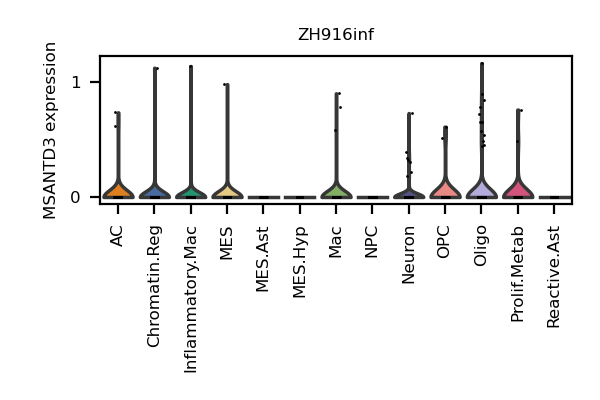 ZH916inf
MSANTD3 expression
1
0
AC
Chromatin.Reg
Inflammatory.Mac
MES
MES.Ast
MES.Hyp
Mac
NPC
Neuron
OPC
Oligo
Prolif.Metab
Reactive.Ast